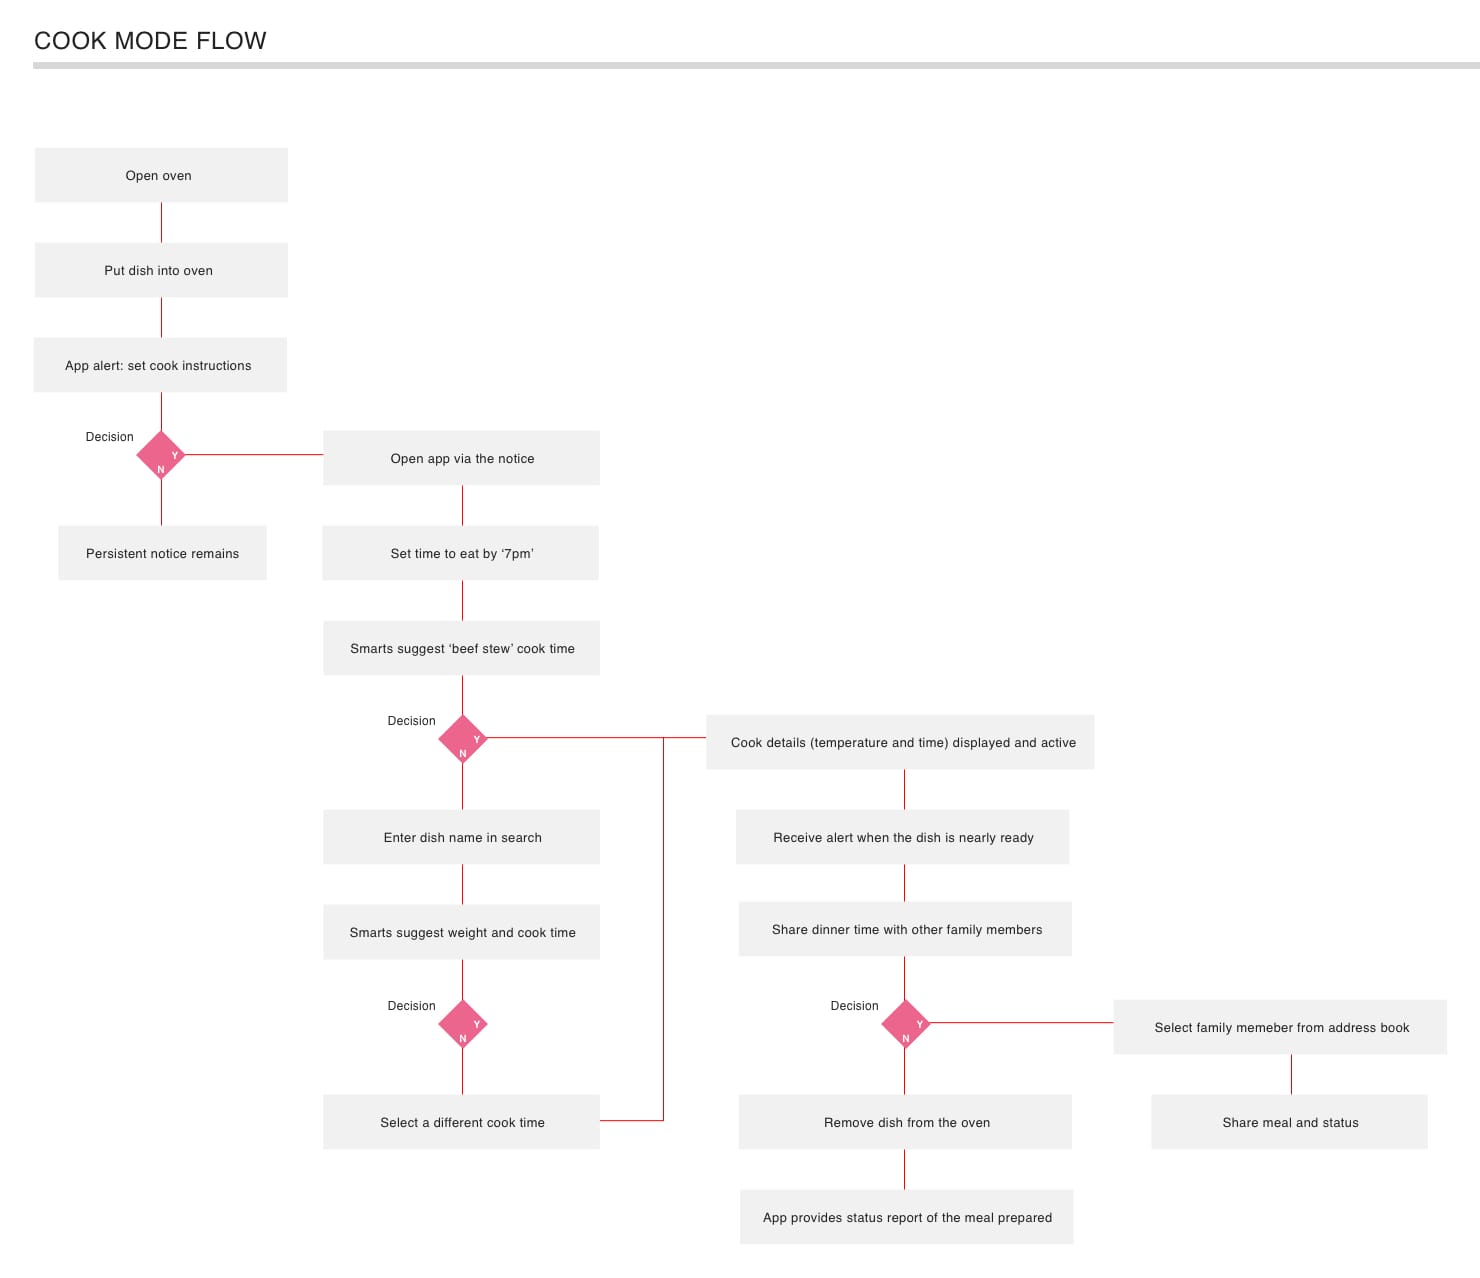 COOK MODE FLOW
Open oven
Put dish into oven
App alert: set cook instructions
Decision
Y
N
Persistent notice remains
Open app via the notice
Set time to eat by ‘7pm’
Smarts suggest ‘beef stew’ cook time
Decision
Y
N
Enter dish name in search
Smarts suggest weight and cook time
Decision
Y
N
Select a different cook time
Cook details (temperature and time) displayed and active
Receive alert when the dish is nearly ready
Share dinner time with other family members
Decision
Y
N
Remove dish from the oven
App provides status report of the meal prepared
Select family memeber from address book
Share meal and status